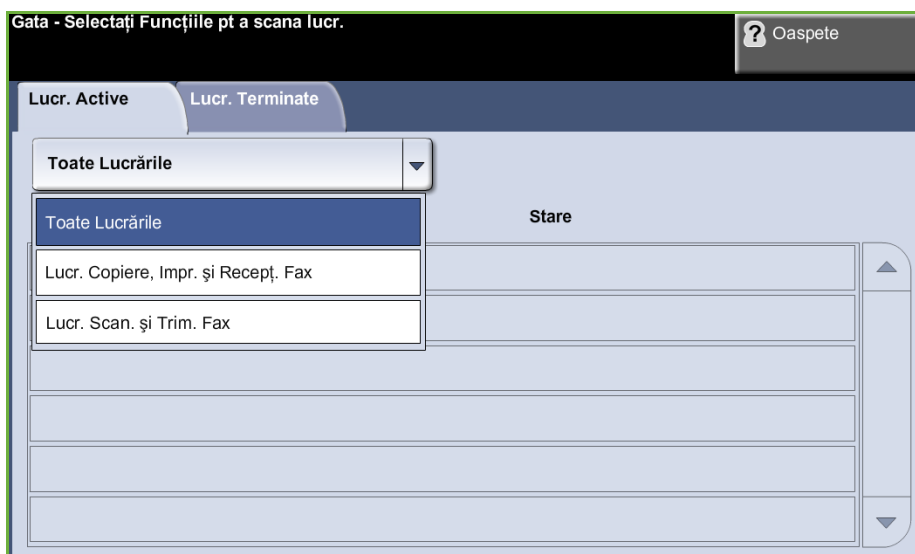 Gata - Selectați Funcțiile pt a scana lucr.
? Oaspete
Lucr. Active
Lucr. Terminate
Toate Lucrările
Stare
Toate Lucrările
Lucr. Copiere, Impr. şi Recepţ. Fax
Lucr. Scan. şi Trim. Fax